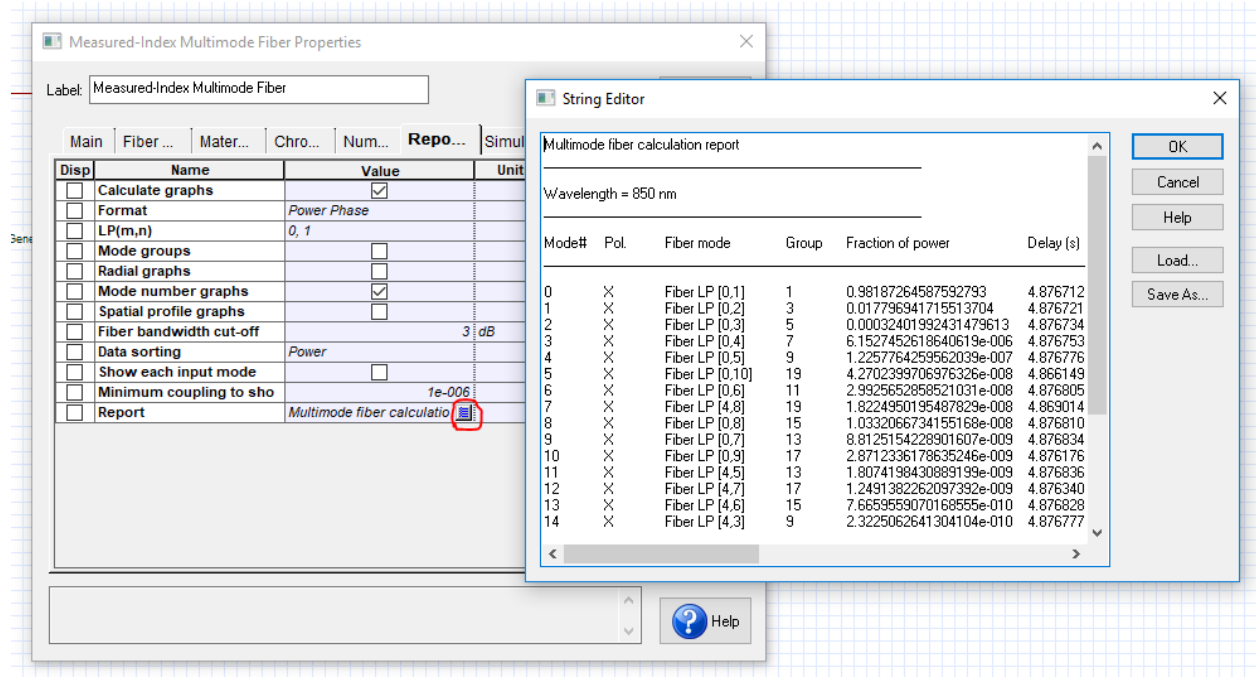 Measured-Index Multimode Fiber Properties
Label: Measured-Index Multimode Fiber
Main Fiber ... Mater... Chro... Num... Repo... Simul
Disp Name Value Unit
Calculate graphs
Format Power Phase
LP(m,n) 0, 1
Mode groups
Radial graphs
Mode number graphs
Spatial profile graphs
Fiber bandwidth cut-off 3 dB
Data sorting Power
Show each input mode
Minimum coupling to sho 1e-006
Report Multimode fiber calculatio
Help
String Editor
Multimode fiber calculation report
Wavelength = 850 nm
Mode# Pol. Fiber mode Group Fraction of power Delay (s)
0 X Fiber LP [0,1] 1 0.98187264587592793 4.876712
1 X Fiber LP [0,2] 3 0.017796941715513704 4.876721
2 X Fiber LP [0,3] 5 0.00032401992431479613 4.876734
3 X Fiber LP [0,4] 7 6.1527452618640619e-006 4.876753
4 X Fiber LP [0,5] 9 1.2257764259562039e-007 4.876776
5 X Fiber LP [0,10] 19 4.2702399706976326e-008 4.866149
6 X Fiber LP [0,6] 11 2.9925652858521031e-008 4.876805
7 X Fiber LP [4,8] 19 1.8224950195487829e-008 4.869014
8 X Fiber LP [0,8] 15 1.0332066734155168e-008 4.876810
9 X Fiber LP [0,7] 13 8.8125154228901607e-009 4.876834
10 X Fiber LP [0,9] 17 2.8712336178635246e-009 4.876176
11 X Fiber LP [4,5] 13 1.8074198430889199e-009 4.876836
12 X Fiber LP [4,7] 17 1.2491382262097392e-009 4.876340
13 X Fiber LP [4,6] 15 7.6659559070168555e-010 4.876828
14 X Fiber LP [4,3] 9 2.3225062641304104e-010 4.876777
OK
Cancel
Help
Load...
Save As...
Gene